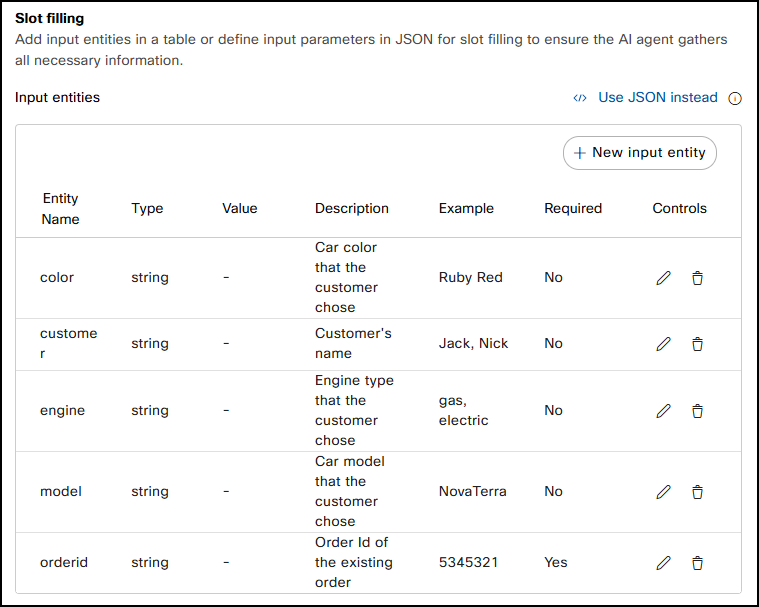 Slot filling
Add input entities in a table or define input parameters in JSON for slot filling to ensure the AI agent gathers
all necessary information.
Input entities
</> Use JSON instead
+ New input entity
Entity
Name
Type
Value
Description
Example
Required
Controls
color
string
-
Car color
that the
customer
chose
Ruby Red
No
custome
r
string
-
Customer's
name
Jack, Nick
No
engine
string
-
Engine type
that the
customer
chose
gas,
electric
No
model
string
-
Car model
that the
customer
chose
NovaTerra
No
orderid
string
-
Order Id of
the existing
order
5345321
Yes